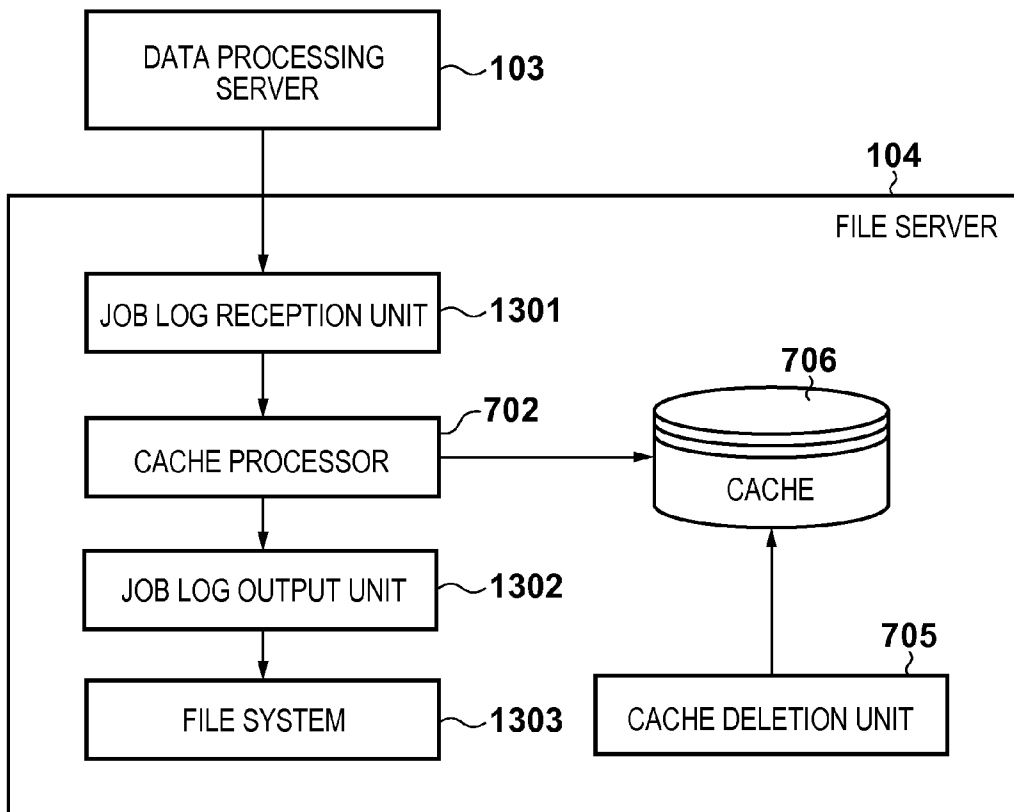 DATA PROCESSING
SERVER
103
104
FILE SERVER
JOB LOG RECEPTION UNIT
1301
706
702
CACHE PROCESSOR
CACHE
JOB LOG OUTPUT UNIT
1302
705
FILE SYSTEM
1303
CACHE DELETION UNIT